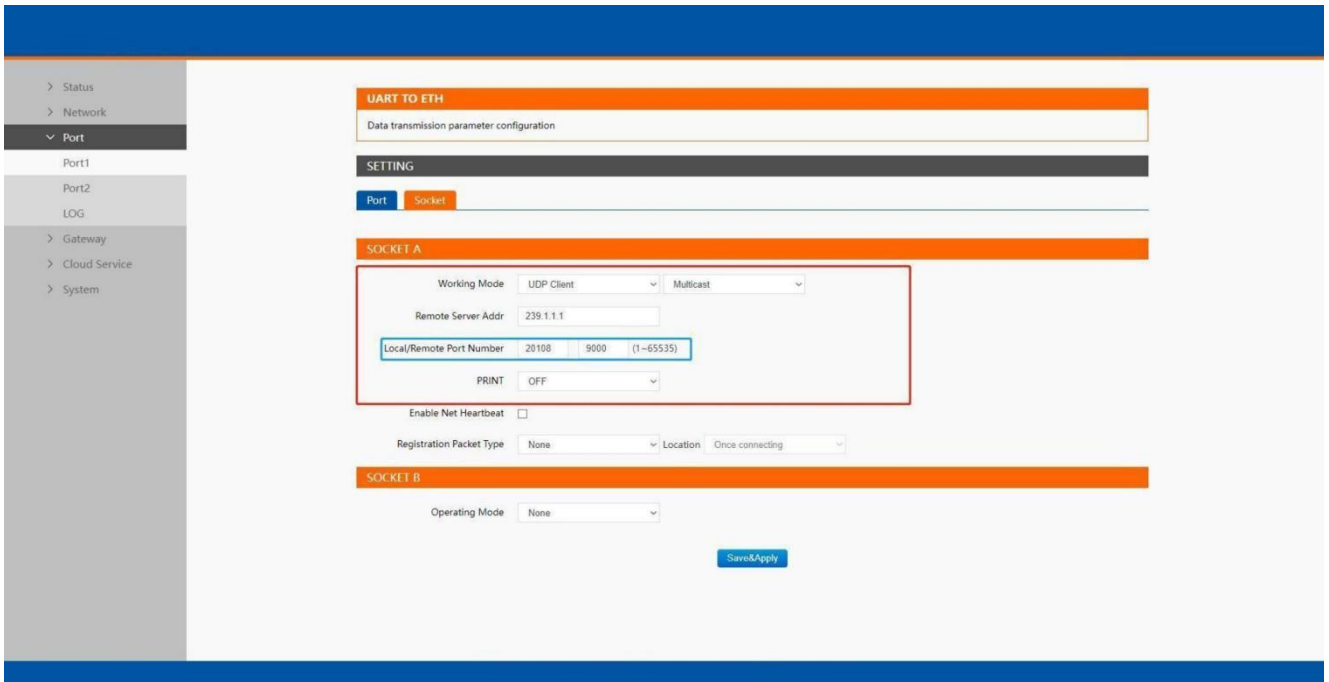 Status
Network
Port
Port1
Port2
LOG
Gateway
Cloud Service
System
UART TO ETH
Data transmission parameter configuration
SETTING
Port Socket
SOCKET A
Working Mode UDP Client Multicast
Remote Server Addr 239.1.1.1
Local/Remote Port Number 20108 9000 (1~65535)
PRINT OFF
Enable Net Heartbeat
Registration Packet Type None Location Once connecting
SOCKET B
Operating Mode None
Save&Apply